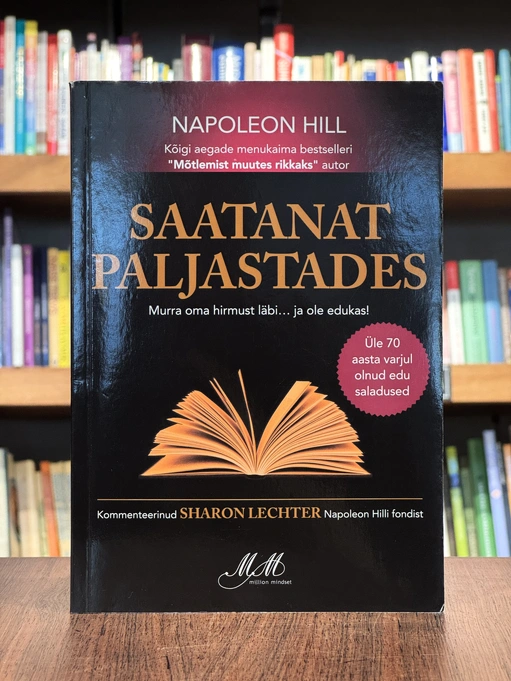 NAPOLEON HILL
Kõigi aegade menukaima bestselleri
"Mõtlemist muutes rikkaks" autor
SAATANAT
PALJASTADES
Murra oma hirmust läbi... ja ole edukas!
Üle 70
aasta varjul
olnud edu
saladused
Kommenteerinud SHARON LECHTER Napoleon Hilli fondist
MM
million mindset